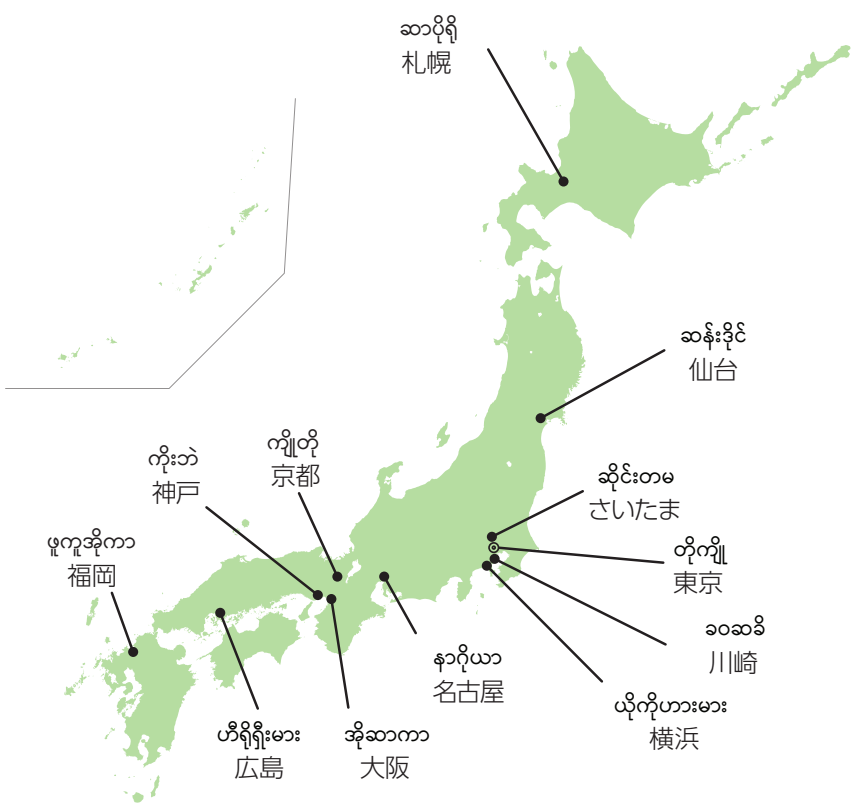 ဆာပိုရို
札幌
ဆန်းဒိုင်
仙台
ကျိုတို
京都
ကိုးဘဲ
神戸
ဆိုင်းတမ
さいたま
ဖူကူအိုကာ
福岡
တိုကျို
東京
ခဝဆခိ
川崎
နာဂိုယာ
名古屋
ယိုကိုဟားမား
横浜
ဟီရိုရှီးမား
広島
အိုဆာကာ
大阪